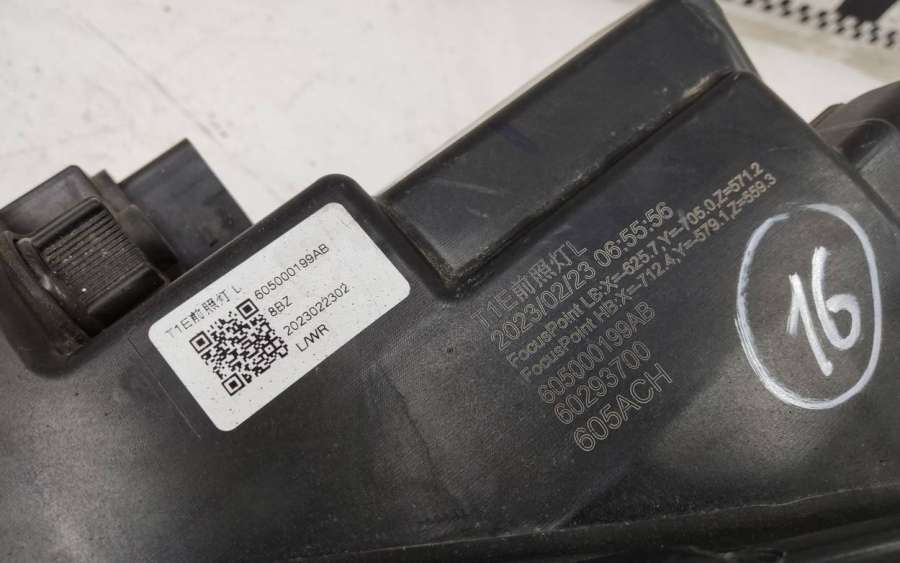 T1E前照灯 L
605000199AB
8BZ
2023022302
L/WR
T1E前照灯L
2023/02/23 06:55:56
FocusPoint LB:X=-625.7,Y=-705.0,Z=571.2
FocusPoint HB:X=-712.4,Y=-579.1,Z=559.3
605000199AB
60293700
605ACH
16